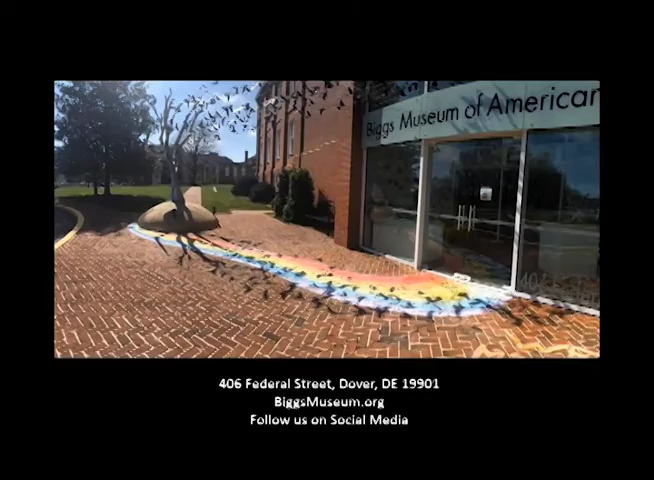 Biggs Museum of American
406 Federal Street, Dover, DE 19901
BiggsMuseum.org
Follow us on Social Media